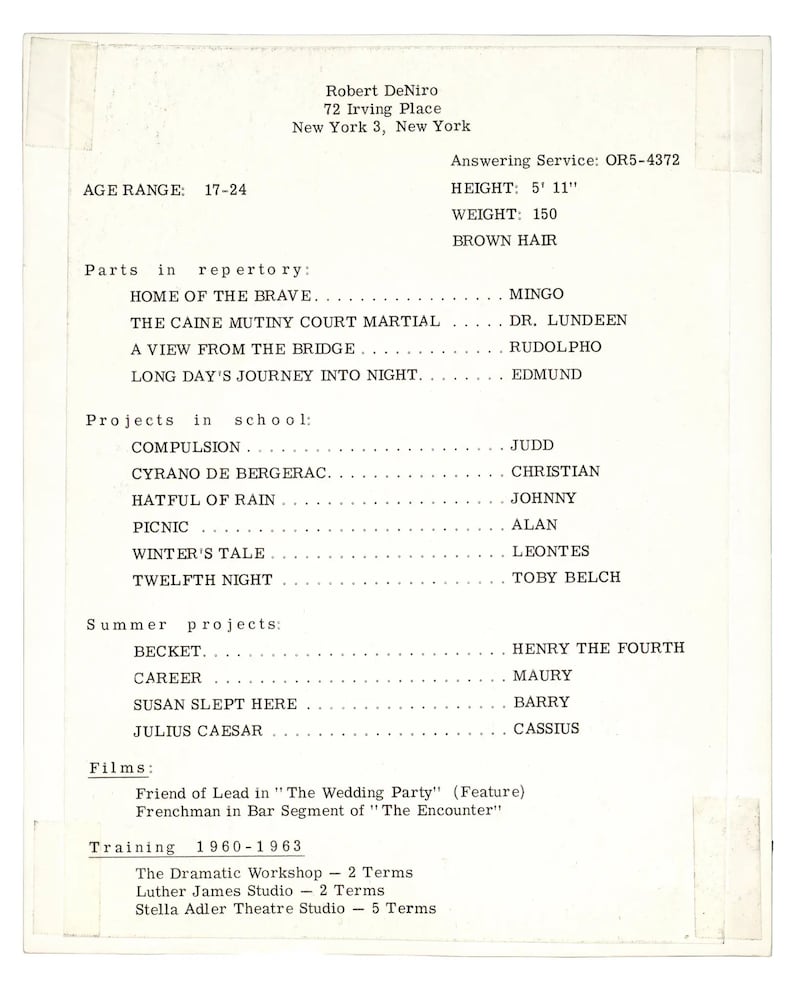 Robert DeNiro
72 Irving Place
New York 3, New York
Answering Service: OR5-4372
AGE RANGE: 17-24
HEIGHT: 5' 11"
WEIGHT: 150
BROWN HAIR
Parts in repertory:
HOME OF THE BRAVE. . . . . . . . . . . . . . . . . MINGO
THE CAINE MUTINY COURT MARTIAL . . . . . DR. LUNDEEN
A VIEW FROM THE BRIDGE . . . . . . . . . . . . . RUDOLPHO
LONG DAY'S JOURNEY INTO NIGHT. . . . . . . . EDMUND
Projects in school:
COMPULSION . . . . . . . . . . . . . . . . . . . . . . . JUDD
CYRANO DE BERGERAC. . . . . . . . . . . . . . . . CHRISTIAN
HATFUL OF RAIN . . . . . . . . . . . . . . . . . . . . JOHNNY
PICNIC . . . . . . . . . . . . . . . . . . . . . . . . . . . ALAN
WINTER'S TALE . . . . . . . . . . . . . . . . . . . . . LEONTES
TWELFTH NIGHT . . . . . . . . . . . . . . . . . . . . TOBY BELCH
Summer projects:
BECKET. . . . . . . . . . . . . . . . . . . . . . . . . . . HENRY THE FOURTH
CAREER . . . . . . . . . . . . . . . . . . . . . . . . . . MAURY
SUSAN SLEPT HERE . . . . . . . . . . . . . . . . . . BARRY
JULIUS CAESAR . . . . . . . . . . . . . . . . . . . . . CASSIUS
Films:
Friend of Lead in "The Wedding Party" (Feature)
Frenchman in Bar Segment of "The Encounter"
Training 1960-1963
The Dramatic Workshop — 2 Terms
Luther James Studio — 2 Terms
Stella Adler Theatre Studio — 5 Terms